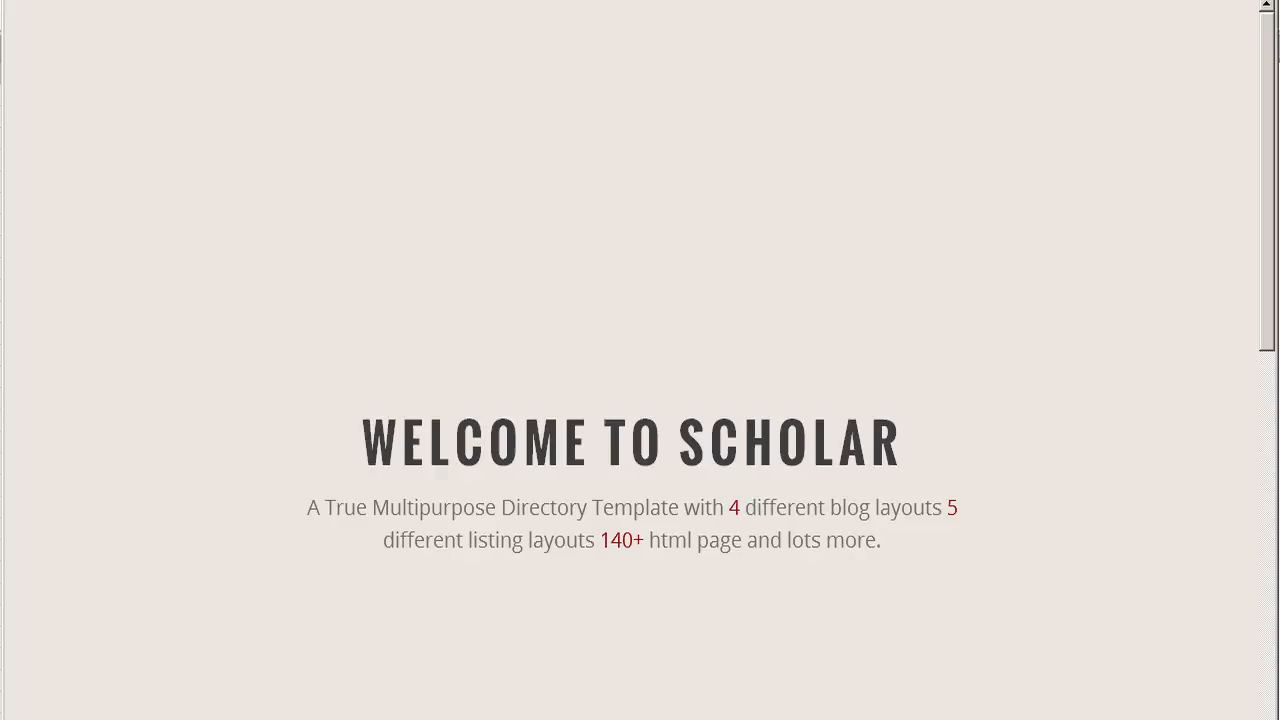 WELCOME TO SCHOLAR
A True Multipurpose Directory Template with 4 different blog layouts 5
different listing layouts 140+ html page and lots more.